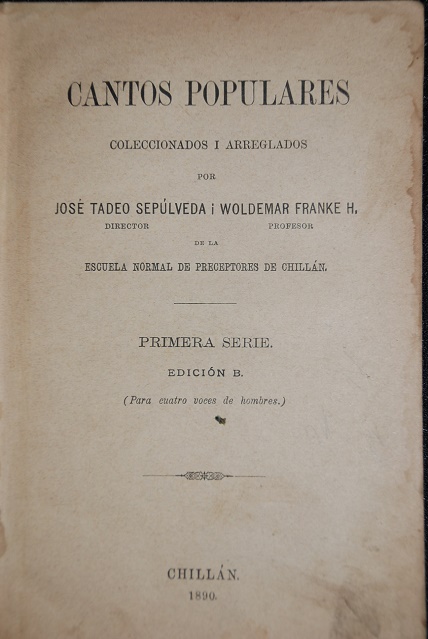 CANTOS POPULARES
COLECCIONADOS I ARREGLADOS
POR
JOSÉ TADEO SEPÚLVEDA i WOLDEMAR FRANKE H.
DIRECTOR PROFESOR
DE LA
ESCUELA NORMAL DE PRECEPTORES DE CHILLÁN.
PRIMERA SERIE.
EDICIÓN B.
(Para cuatro voces de hombres.)
CHILLÁN.
1890.